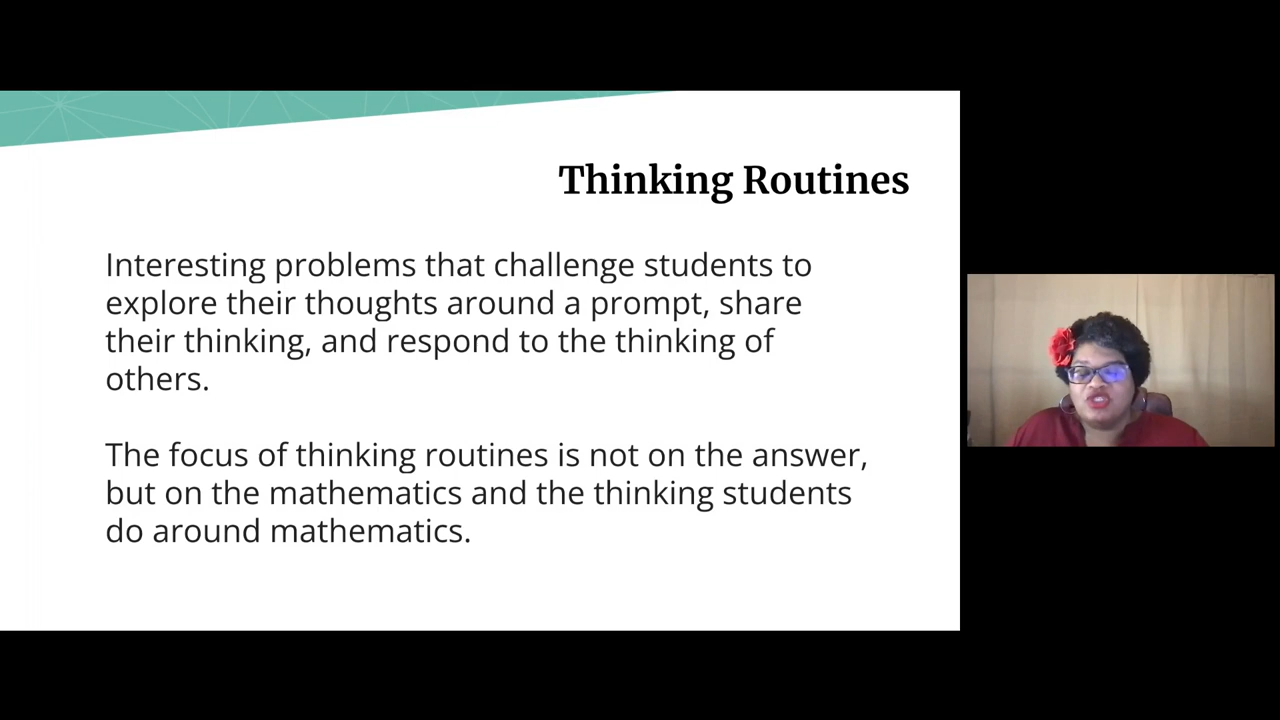 Thinking Routines
Interesting problems that challenge students to
explore their thoughts around a prompt, share
their thinking, and respond to the thinking of
others.
The focus of thinking routines is not on the answer,
but on the mathematics and the thinking students
do around mathematics.